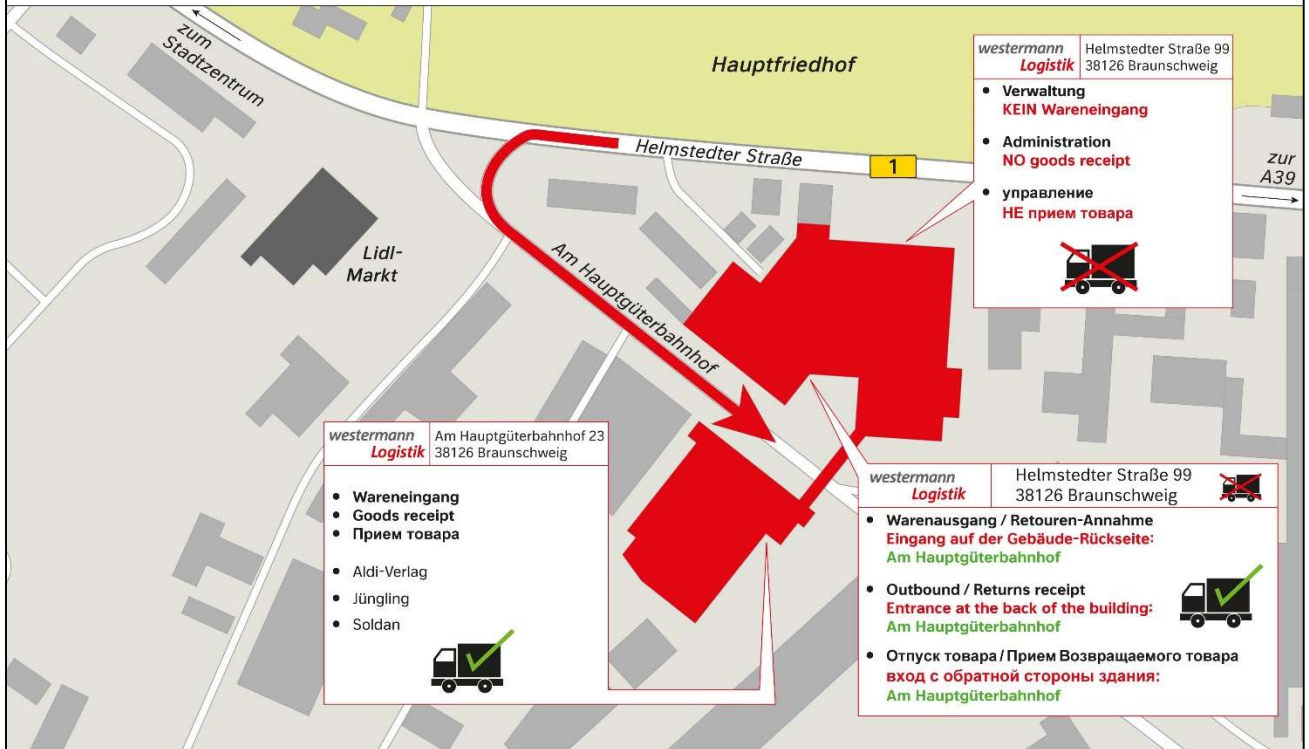 zum
Stadtzentrum
Hauptfriedhof
Helmstedter Straße
1
zur
A39
Lidl-
Markt
Am Hauptgüterbahnhof
westermann
Logistik
Helmstedter Straße 99
38126 Braunschweig
• Verwaltung
KEIN Wareneingang
• Administration
NO goods receipt
• управление
НЕ прием товара
westermann
Logistik
Am Hauptgüterbahnhof 23
38126 Braunschweig
• Wareneingang
• Goods receipt
• Прием товара
• Aldi-Verlag
• Jüngling
• Soldan
westermann
Logistik
Helmstedter Straße 99
38126 Braunschweig
• Warenausgang / Retouren-Annahme
Eingang auf der Gebäude-Rückseite:
Am Hauptgüterbahnhof
• Outbound / Returns receipt
Entrance at the back of the building:
Am Hauptgüterbahnhof
• Отпуск товара / Прием Возвращаемого товара
вход с обратной стороны здания:
Am Hauptgüterbahnhof